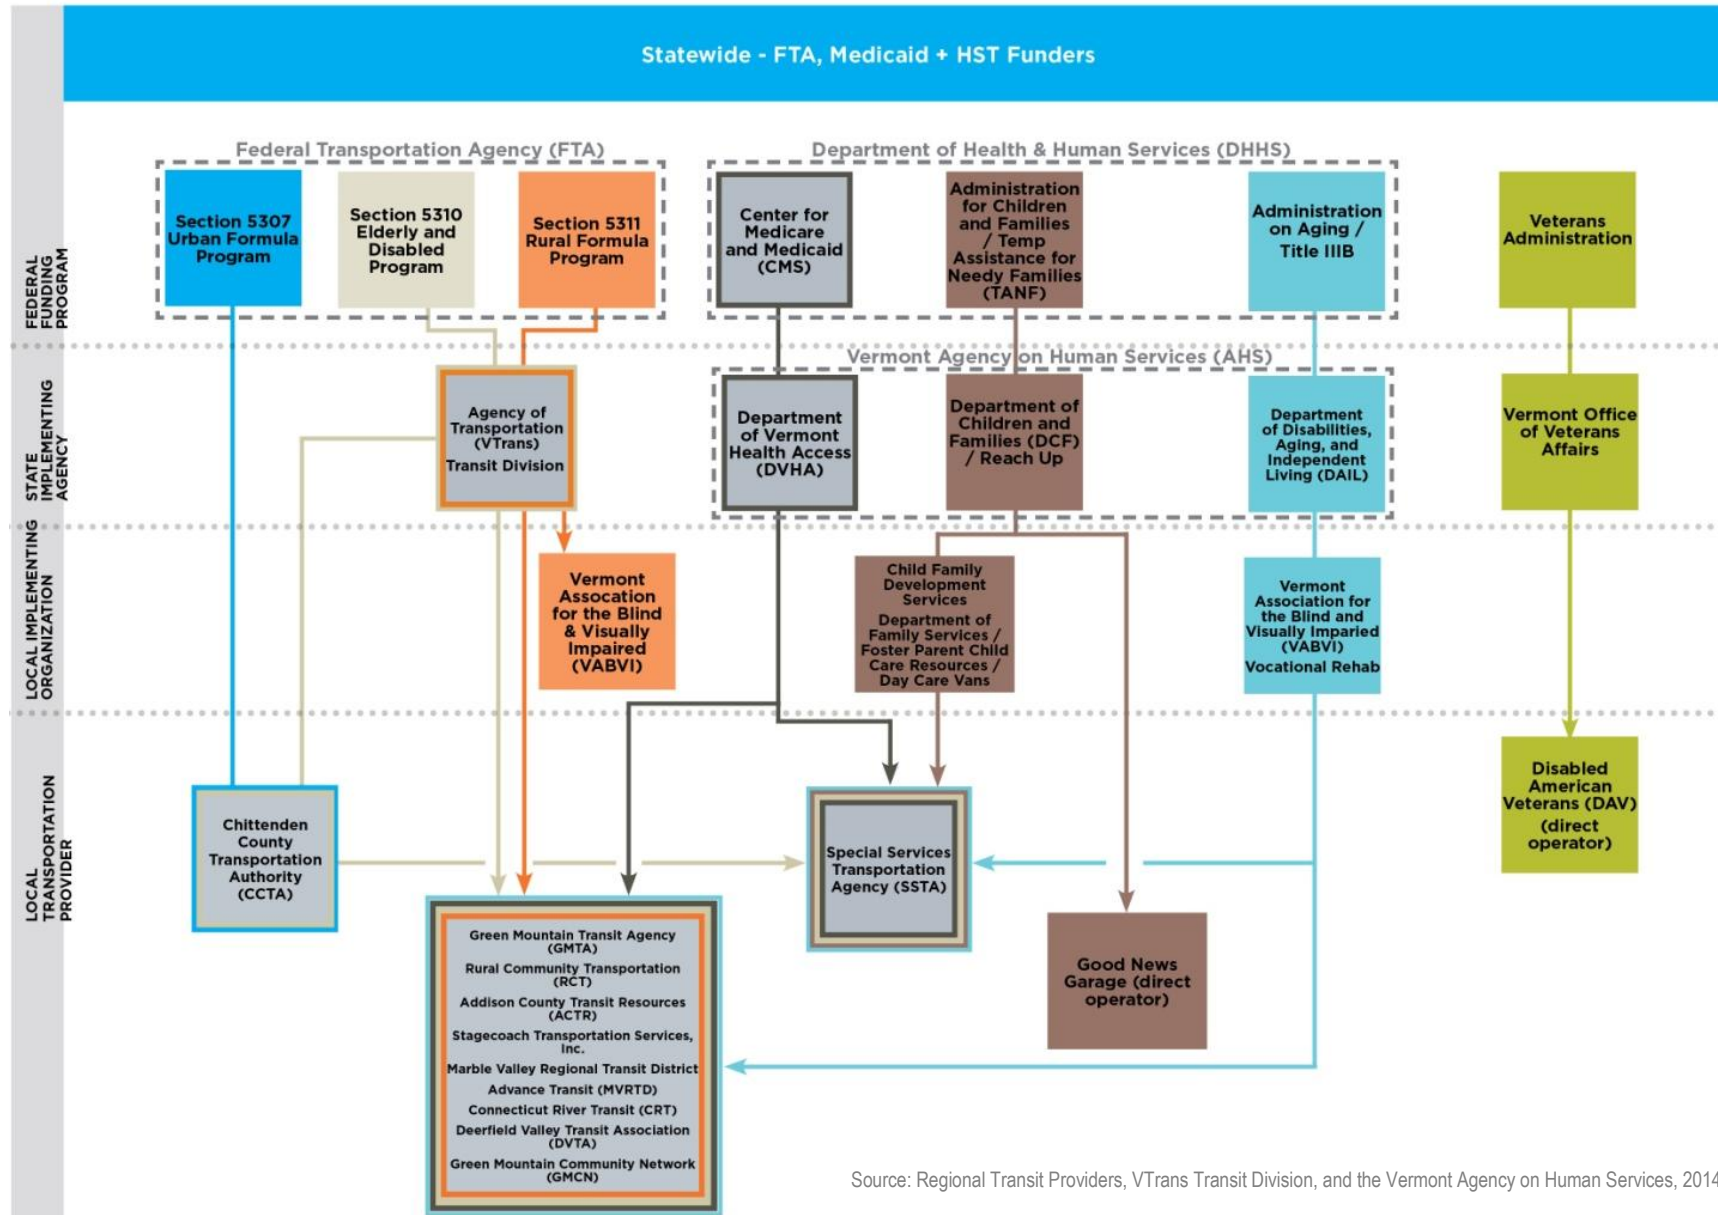 Statewide - FTA, Medicaid + HST Funders
FEDERAL
FUNDING
PROGRAM
Federal Transportation Agency (FTA)
Section 5307
Urban Formula
Program
Section 5310
Elderly and
Disabled
Program
Section 5311
Rural Formula
Program
Department of Health & Human Services (DHHS)
Center for
Medicare
and Medicaid
(CMS)
Administration
for Children
and Families
/ Temp
Assistance for
Needy Families
(TANF)
Administration
on Aging /
Title IIIB
Veterans
Administration
STATE
IMPLEMENTING
AGENCY
Agency of
Transportation
(VTrans)
Transit Division
Vermont Agency on Human Services (AHS)
Department
of Vermont
Health Access
(DVHA)
Department of
Children and
Families (DCF)
/ Reach Up
Department
of Disabilities,
Aging, and
Independent
Living (DAIL)
Vermont Office
of Veterans
Affairs
LOCAL IMPLEMENTING
ORGANIZATION
Vermont
Assocation
for the Blind
& Visually
Impaired
(VABVI)
Child Family
Development
Services
Department of
Family Services /
Foster Parent Child
Care Resources /
Day Care Vans
Vermont
Association for
the Blind and
Visually Imparied
(VABVI)
Vocational Rehab
LOCAL
TRANSPORTATION
PROVIDER
Chittenden
County
Transportation
Authority
(CCTA)
Special Services
Transportation
Agency (SSTA)
Disabled
American
Veterans (DAV)
(direct
operator)
Green Mountain Transit Agency
(GMTA)
Rural Community Transportation
(RCT)
Addison County Transit Resources
(ACTR)
Stagecoach Transportation Services,
Inc.
Marble Valley Regional Transit District
Advance Transit (MVRTD)
Connecticut River Transit (CRT)
Deerfield Valley Transit Association
(DVTA)
Green Mountain Community Network
(GMCN)
Good News
Garage (direct
operator)
Source: Regional Transit Providers, VTrans Transit Division, and the Vermont Agency on Human Services, 2014